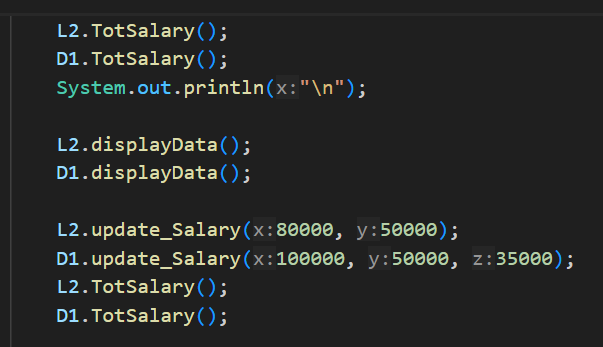 L2.TotSalary();
D1.TotSalary();
System.out.println(x:"\n");
L2.displayData();
D1.displayData();
L2.update_Salary(x:80000, y:50000);
D1.update_Salary(x:100000, y:50000, z:35000);
L2.TotSalary();
D1.TotSalary();